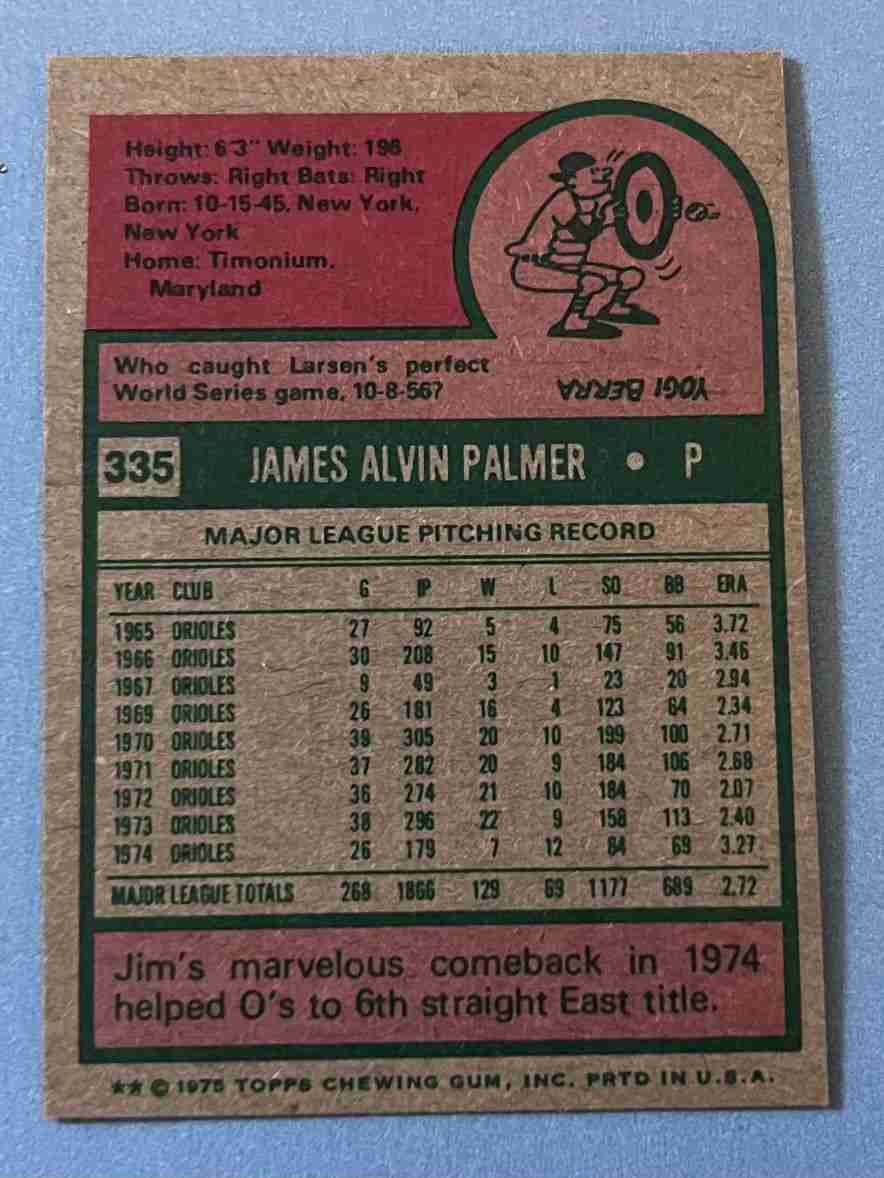 Height: 6'3" Weight: 196
Throws: Right Bats: Right
Born: 10-15-45, New York,
New York
Home: Timonium,
Maryland
Who caught Larsen's perfect
World Series game, 10-8-56?
YOGI BERRA
335 JAMES ALVIN PALMER • P
MAJOR LEAGUE PITCHING RECORD
YEAR CLUB G IP W L SO BB ERA
1965 ORIOLES 27 92 5 4 75 56 3.72
1966 ORIOLES 30 208 15 10 147 91 3.46
1967 ORIOLES 9 49 3 1 23 20 2.94
1969 ORIOLES 26 181 16 4 123 64 2.34
1970 ORIOLES 39 305 20 10 199 100 2.71
1971 ORIOLES 37 282 20 9 184 106 2.68
1972 ORIOLES 36 274 21 10 184 70 2.07
1973 ORIOLES 38 296 22 9 158 113 2.40
1974 ORIOLES 26 179 7 12 84 69 3.27
MAJOR LEAGUE TOTALS 268 1866 129 69 1177 689 2.72
Jim's marvelous comeback in 1974
helped O's to 6th straight East title.
★★ © 1975 TOPPS CHEWING GUM, INC. PRTD IN U.S.A.